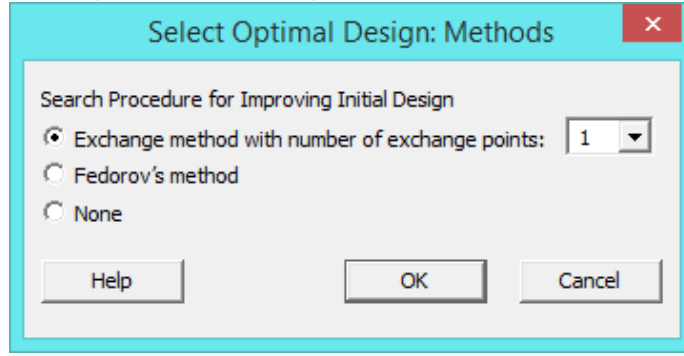 Select Optimal Design: Methods
Search Procedure for Improving Initial Design
Exchange method with number of exchange points: 1
Fedorov's method
None
Help OK Cancel